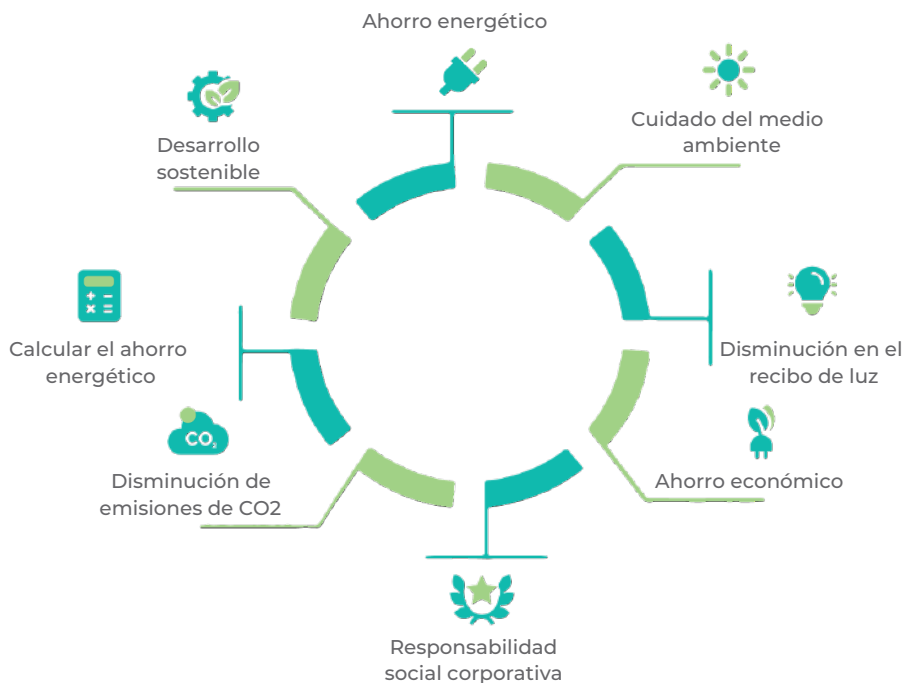 Ahorro energético
Cuidado del medio
ambiente
Desarrollo
sostenible
Calcular el ahorro
energético
Disminución en el
recibo de luz
CO₂
Disminución de
emisiones de CO2
Ahorro económico
Responsabilidad
social corporativa